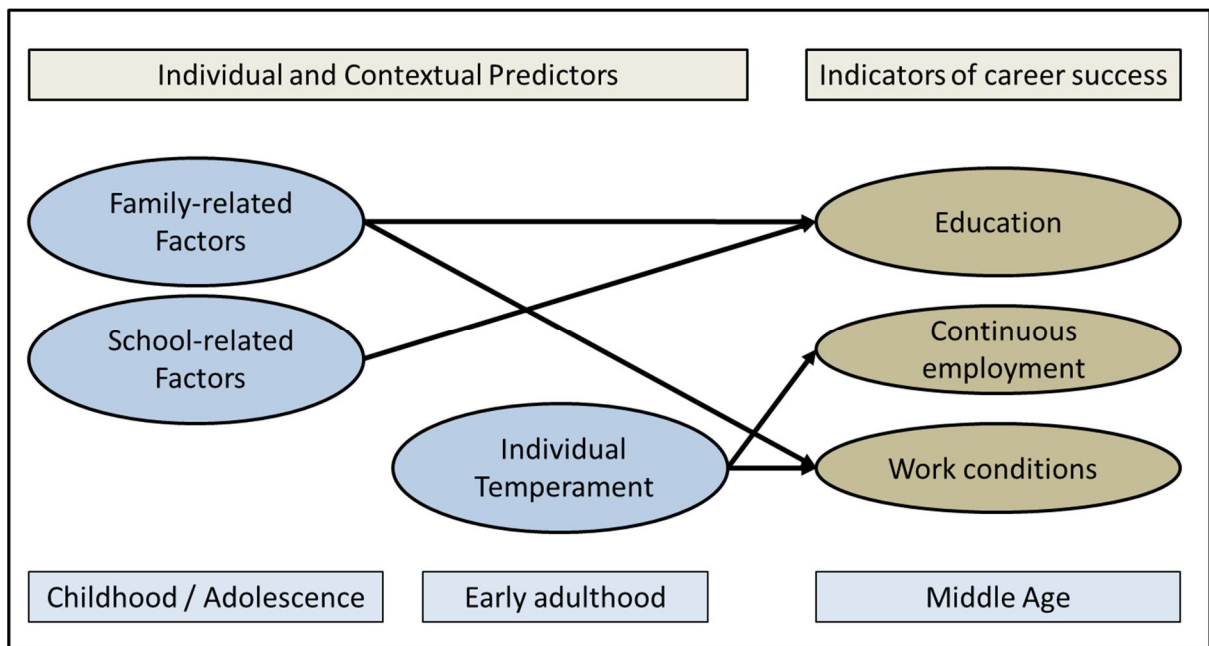 Individual and Contextual Predictors
Indicators of career success
Family-related
Factors
Education
School-related
Factors
Continuous
employment
Individual
Temperament
Work conditions
Childhood / Adolescence
Early adulthood
Middle Age